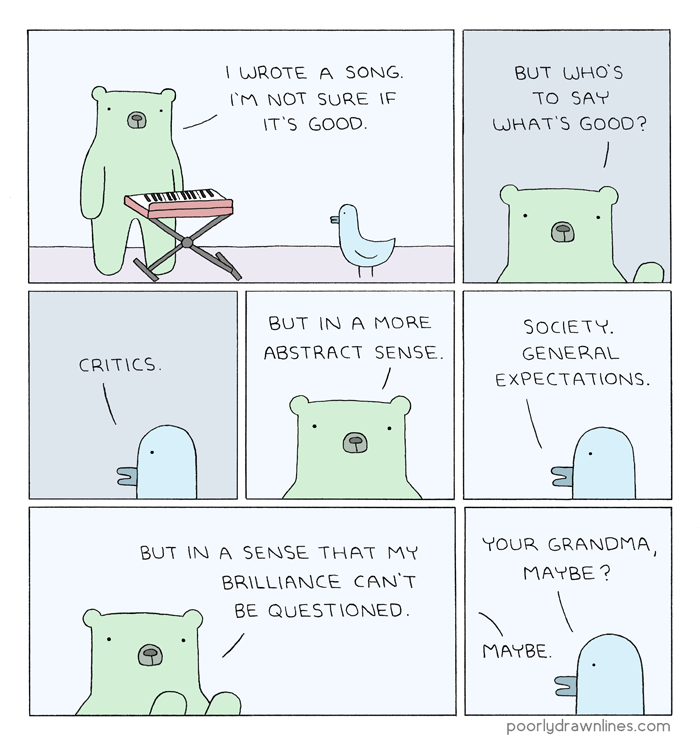 I WROTE A SONG.
I'M NOT SURE IF
IT'S GOOD.
BUT WHO'S
TO SAY
WHAT'S GOOD?
CRITICS.
BUT IN A MORE
ABSTRACT SENSE.
SOCIETY.
GENERAL
EXPECTATIONS.
BUT IN A SENSE THAT MY
BRILLIANCE CAN'T
BE QUESTIONED.
YOUR GRANDMA,
MAYBE?
MAYBE.
poorlydrawnlines.com